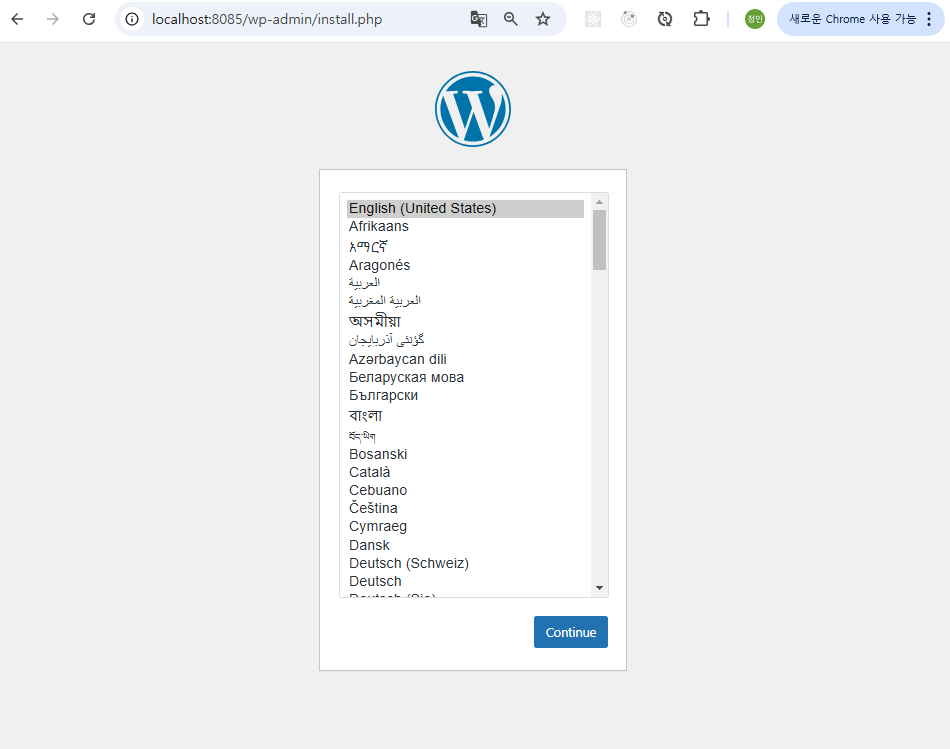 localhost:8085/wp-admin/install.php
정인
새로운 Chrome 사용 가능
English (United States)
Afrikaans
አማርኛ
Aragonés
العربية
العربية المغربية
অসমীয়া
گؤنئی آذربایجان
Azərbaycan dili
Беларуская мова
Български
বাংলা
བོད་ཡིག
Bosanski
Català
Cebuano
Čeština
Cymraeg
Dansk
Deutsch (Schweiz)
Deutsch
Deutsch (Sie)
Continue